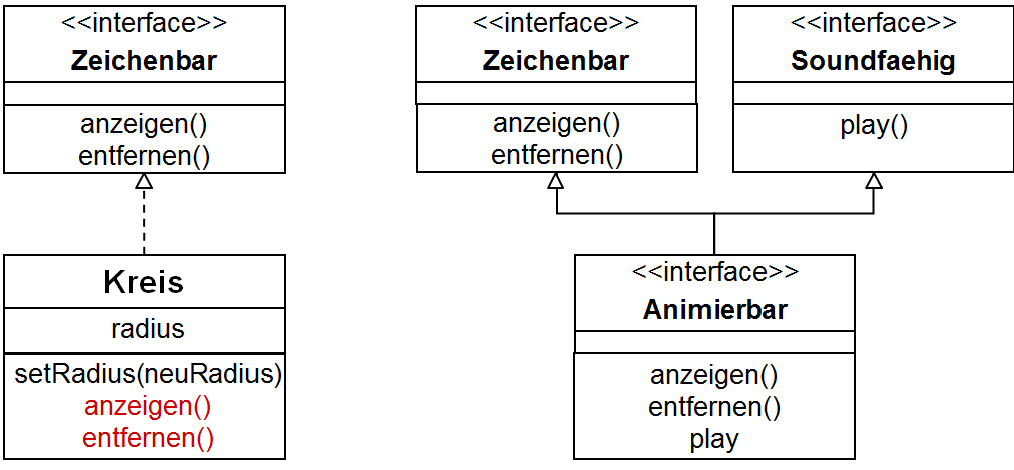 <<interface>>
Zeichenbar
anzeigen()
entfernen()
Kreis
radius
setRadius(neuRadius)
anzeigen()
entfernen()
<<interface>>
Zeichenbar
anzeigen()
entfernen()
<<interface>>
Soundfaehig
play()
<<interface>>
Animierbar
anzeigen()
entfernen()
play